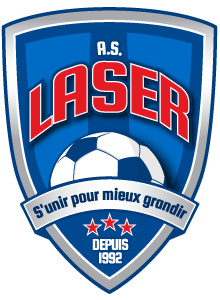 A.S.
LASER
S'unir pour mieux grandir
DEPUIS
1992